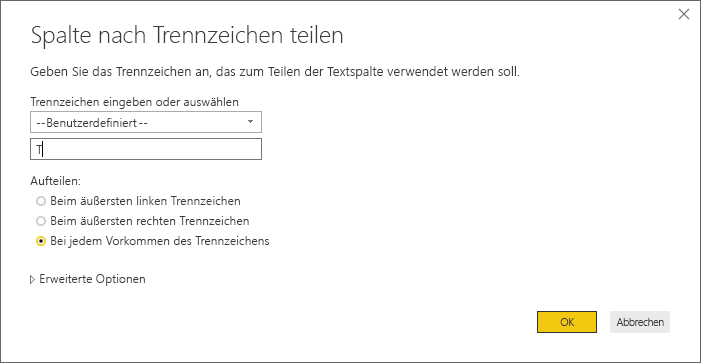 Spalte nach Trennzeichen teilen
Geben Sie das Trennzeichen an, das zum Teilen der Textspalte verwendet werden soll.
Trennzeichen eingeben oder auswählen
--Benutzerdefiniert--
T
Aufteilen:
Beim äußersten linken Trennzeichen
Beim äußersten rechten Trennzeichen
Bei jedem Vorkommen des Trennzeichens
Erweiterte Optionen
OK Abbrechen